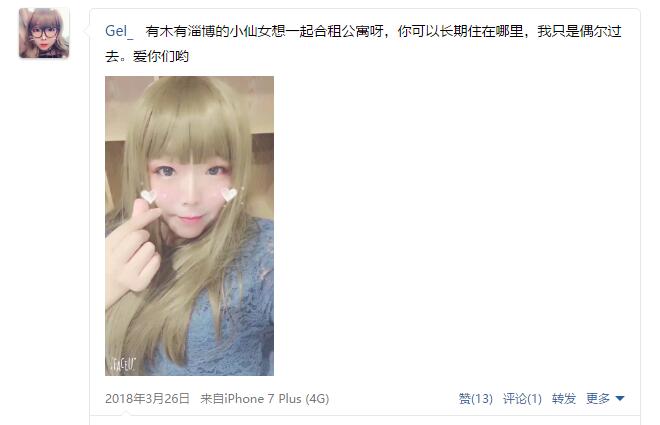 Gel_ 有木有淄博的小仙女想一起合租公寓呀，你可以长期住在哪里，我只是偶尔过
去。爱你们哟
FACEU
2018年3月26日 来自iPhone 7 Plus (4G) 赞(13) 评论(1) 转发 更多